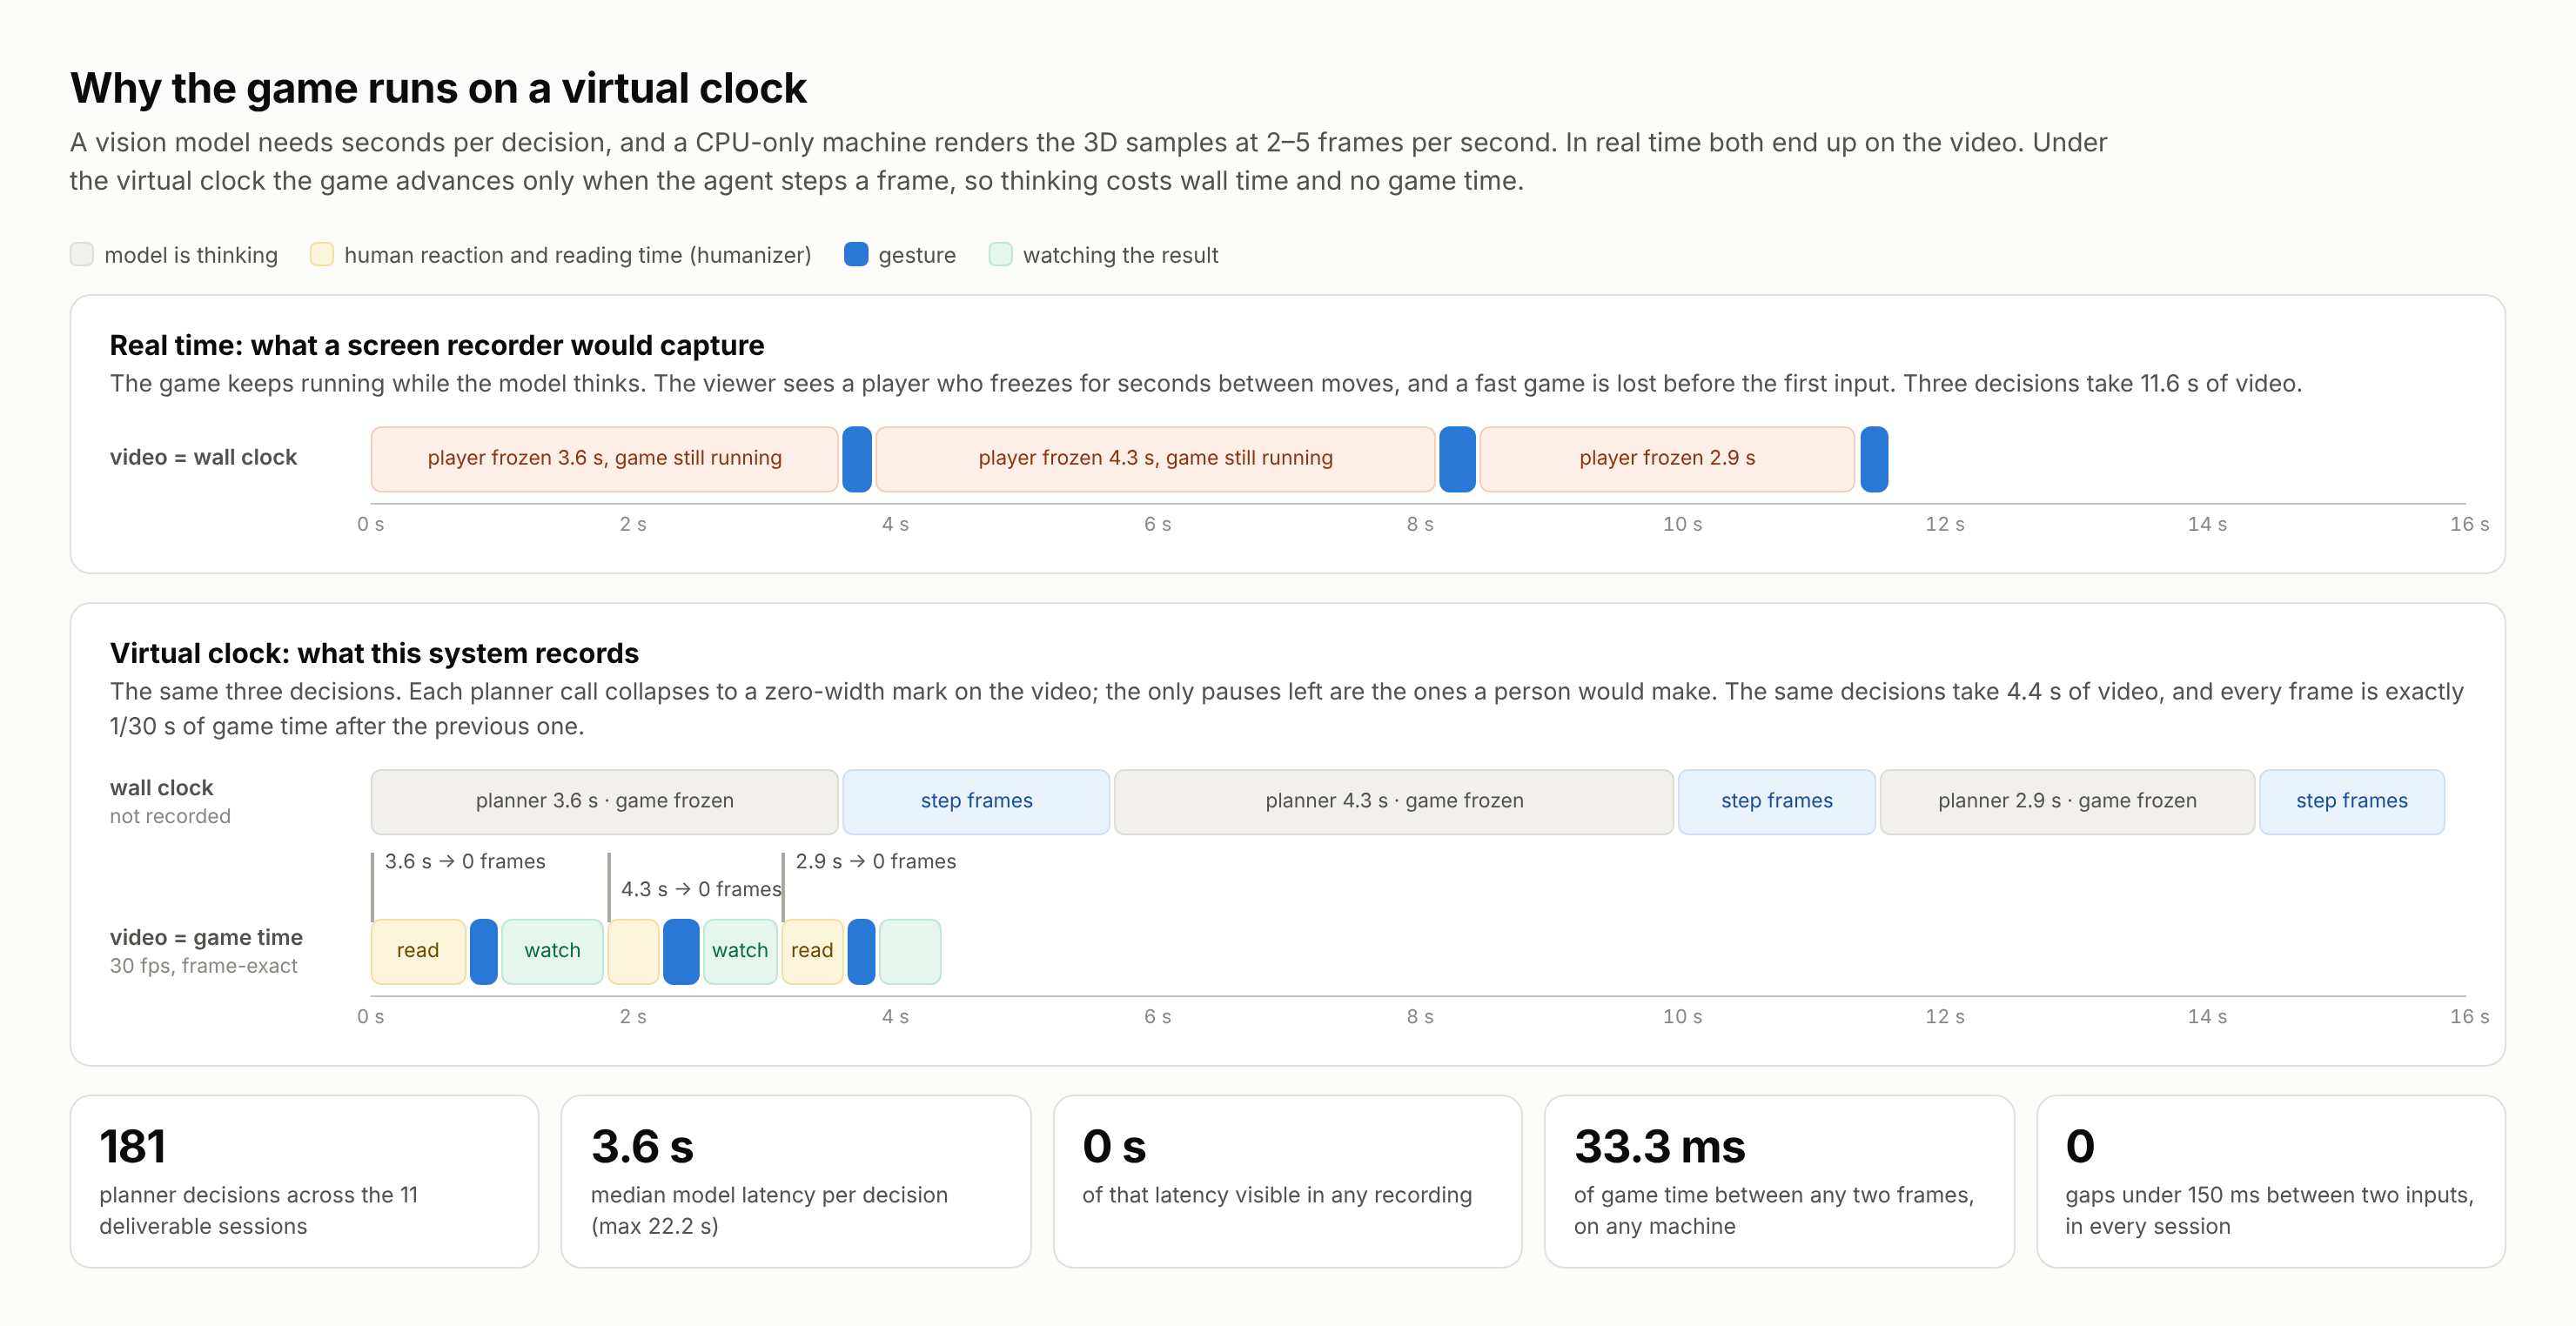 Why the game runs on a virtual clock
A vision model needs seconds per decision, and a CPU-only machine renders the 3D samples at 2–5 frames per second. In real time both end up on the video. Under
the virtual clock the game advances only when the agent steps a frame, so thinking costs wall time and no game time.
model is thinking
human reaction and reading time (humanizer)
gesture
watching the result
Real time: what a screen recorder would capture
The game keeps running while the model thinks. The viewer sees a player who freezes for seconds between moves, and a fast game is lost before the first input. Three decisions take 11.6 s of video.
video = wall clock
player frozen 3.6 s, game still running
player frozen 4.3 s, game still running
player frozen 2.9 s
0 s
2 s
4 s
6 s
8 s
10 s
12 s
14 s
16 s
Virtual clock: what this system records
The same three decisions. Each planner call collapses to a zero-width mark on the video; the only pauses left are the ones a person would make. The same decisions take 4.4 s of video, and every frame is exactly
1/30 s of game time after the previous one.
wall clock
not recorded
planner 3.6 s · game frozen
step frames
planner 4.3 s · game frozen
step frames
planner 2.9 s · game frozen
step frames
3.6 s → 0 frames
4.3 s → 0 frames
2.9 s → 0 frames
video = game time
30 fps, frame-exact
read
watch
watch
read
0 s
2 s
4 s
6 s
8 s
10 s
12 s
14 s
16 s
181
planner decisions across the 11
deliverable sessions
3.6 s
median model latency per decision
(max 22.2 s)
0 s
of that latency visible in any recording
33.3 ms
of game time between any two frames,
on any machine
0
gaps under 150 ms between two inputs,
in every session